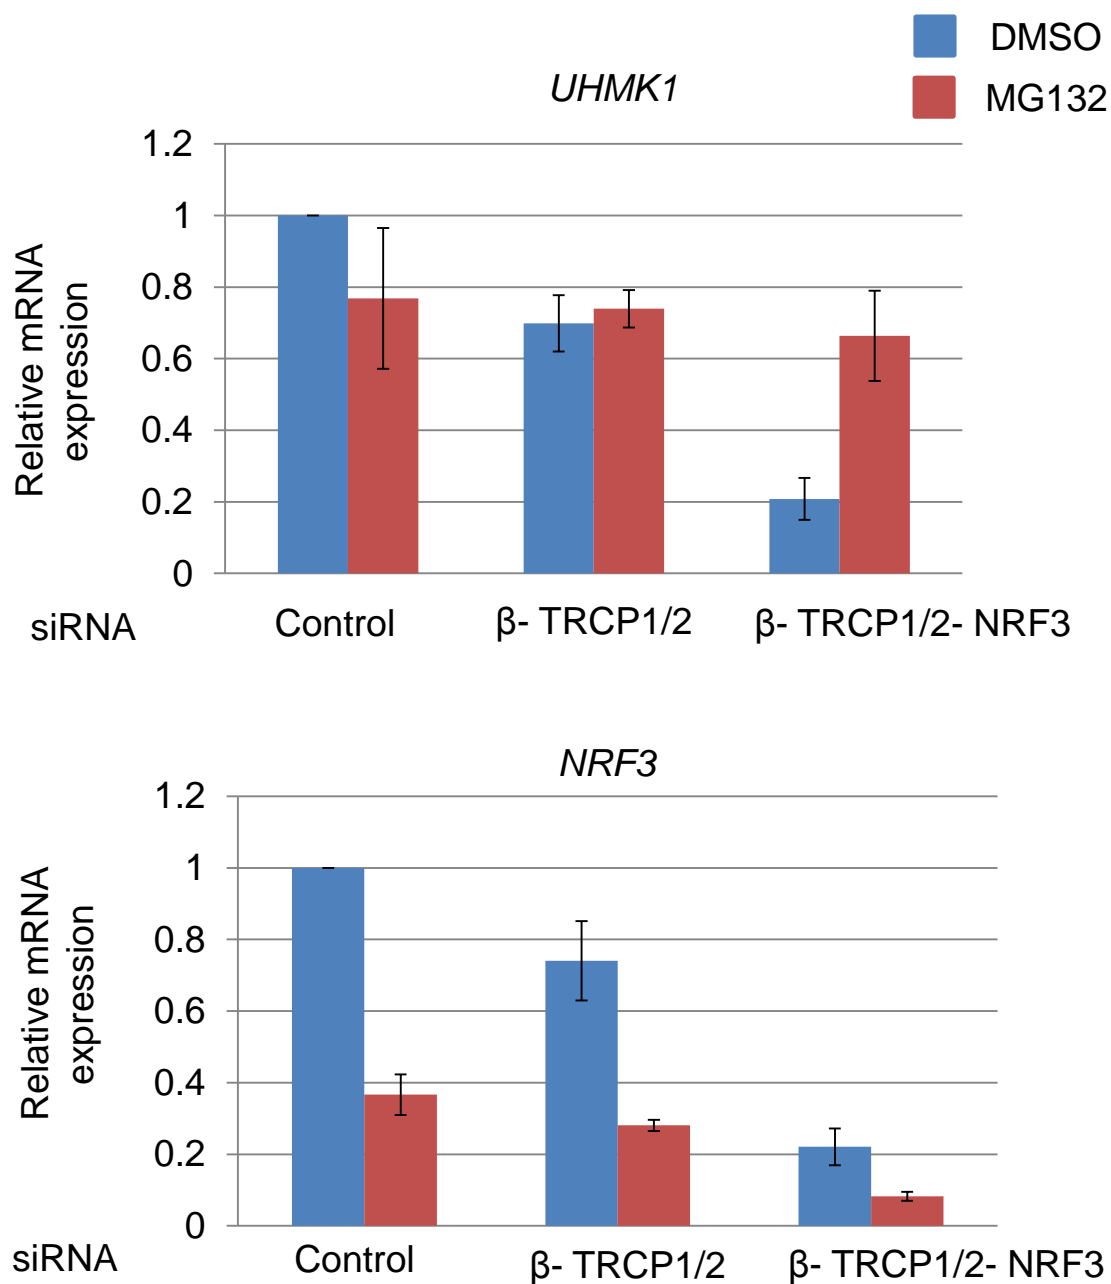 DMSO
MG132
UHMK1
1.2
1
0.8
0.6
0.4
0.2
0
Relative mRNA
expression
siRNA
Control
β- TRCP1/2
β- TRCP1/2- NRF3
NRF3
1.2
1
0.8
0.6
0.4
0.2
0
Relative mRNA
expression
siRNA
Control
β- TRCP1/2
β- TRCP1/2- NRF3